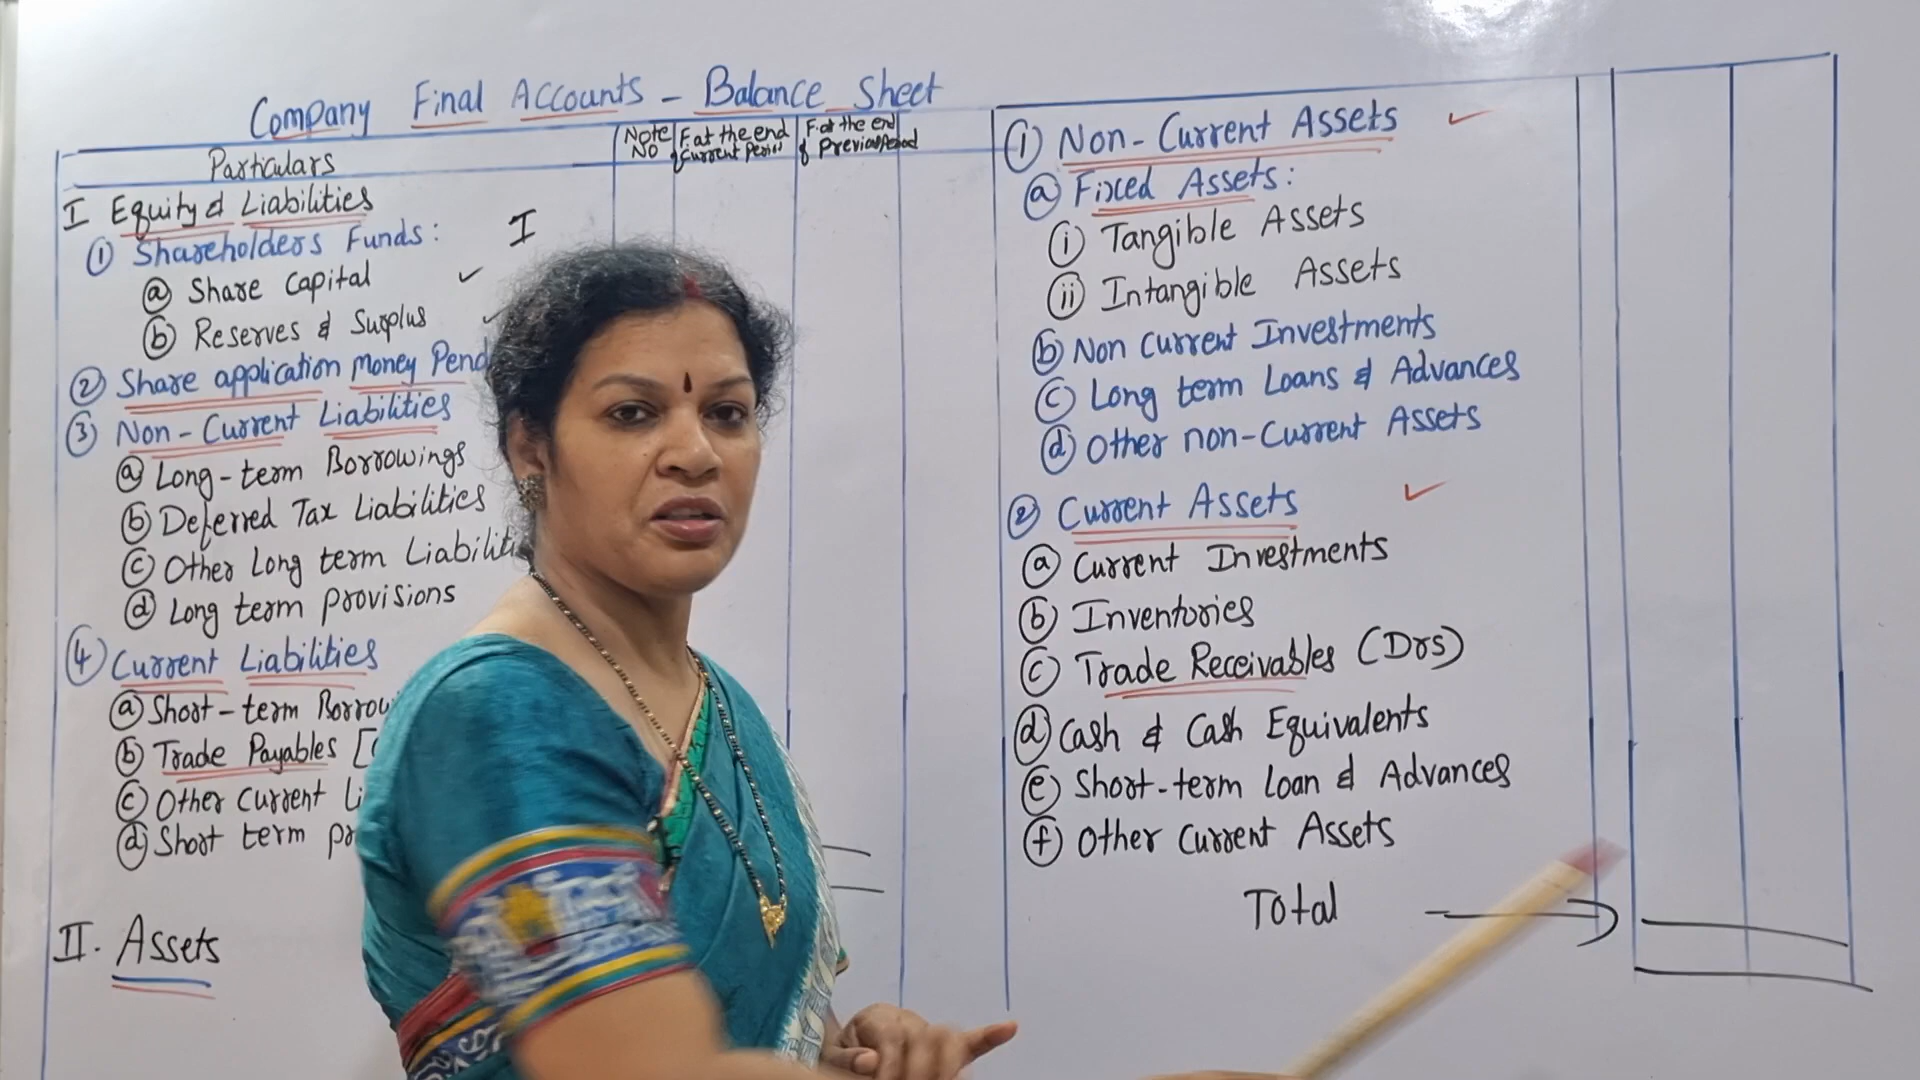 Company Final Accounts - Balance Sheet
Particulars
Note No
F. at the end of Current Period
F. at the end of Previous Period
I Equity & Liabilities
① Shareholders Funds:
I
ⓐ Share Capital ✓
ⓑ Reserves & Surplus ✓
② Share application money Pend
③ Non-Current Liabilities
ⓐ Long-term Borrowings
ⓑ Deferred Tax Liabilities
ⓒ Other Long term Liabiliti
ⓓ Long term provisions
④ Current Liabilities
ⓐ Short-term Borrow
ⓑ Trade Payables [
ⓒ Other Current Li
ⓓ Short term pr
II. Assets
① Non-Current Assets ✓
ⓐ Fixed Assets:
ⓘ Tangible Assets
ⓘⓘ Intangible Assets
ⓑ Non Current Investments
ⓒ Long term Loans & Advances
ⓓ Other non-Current Assets
② Current Assets ✓
ⓐ Current Investments
ⓑ Inventories
ⓒ Trade Receivables (Drs)
ⓓ Cash & Cash Equivalents
ⓔ Short-term Loan & Advances
ⓕ Other Current Assets
Total →